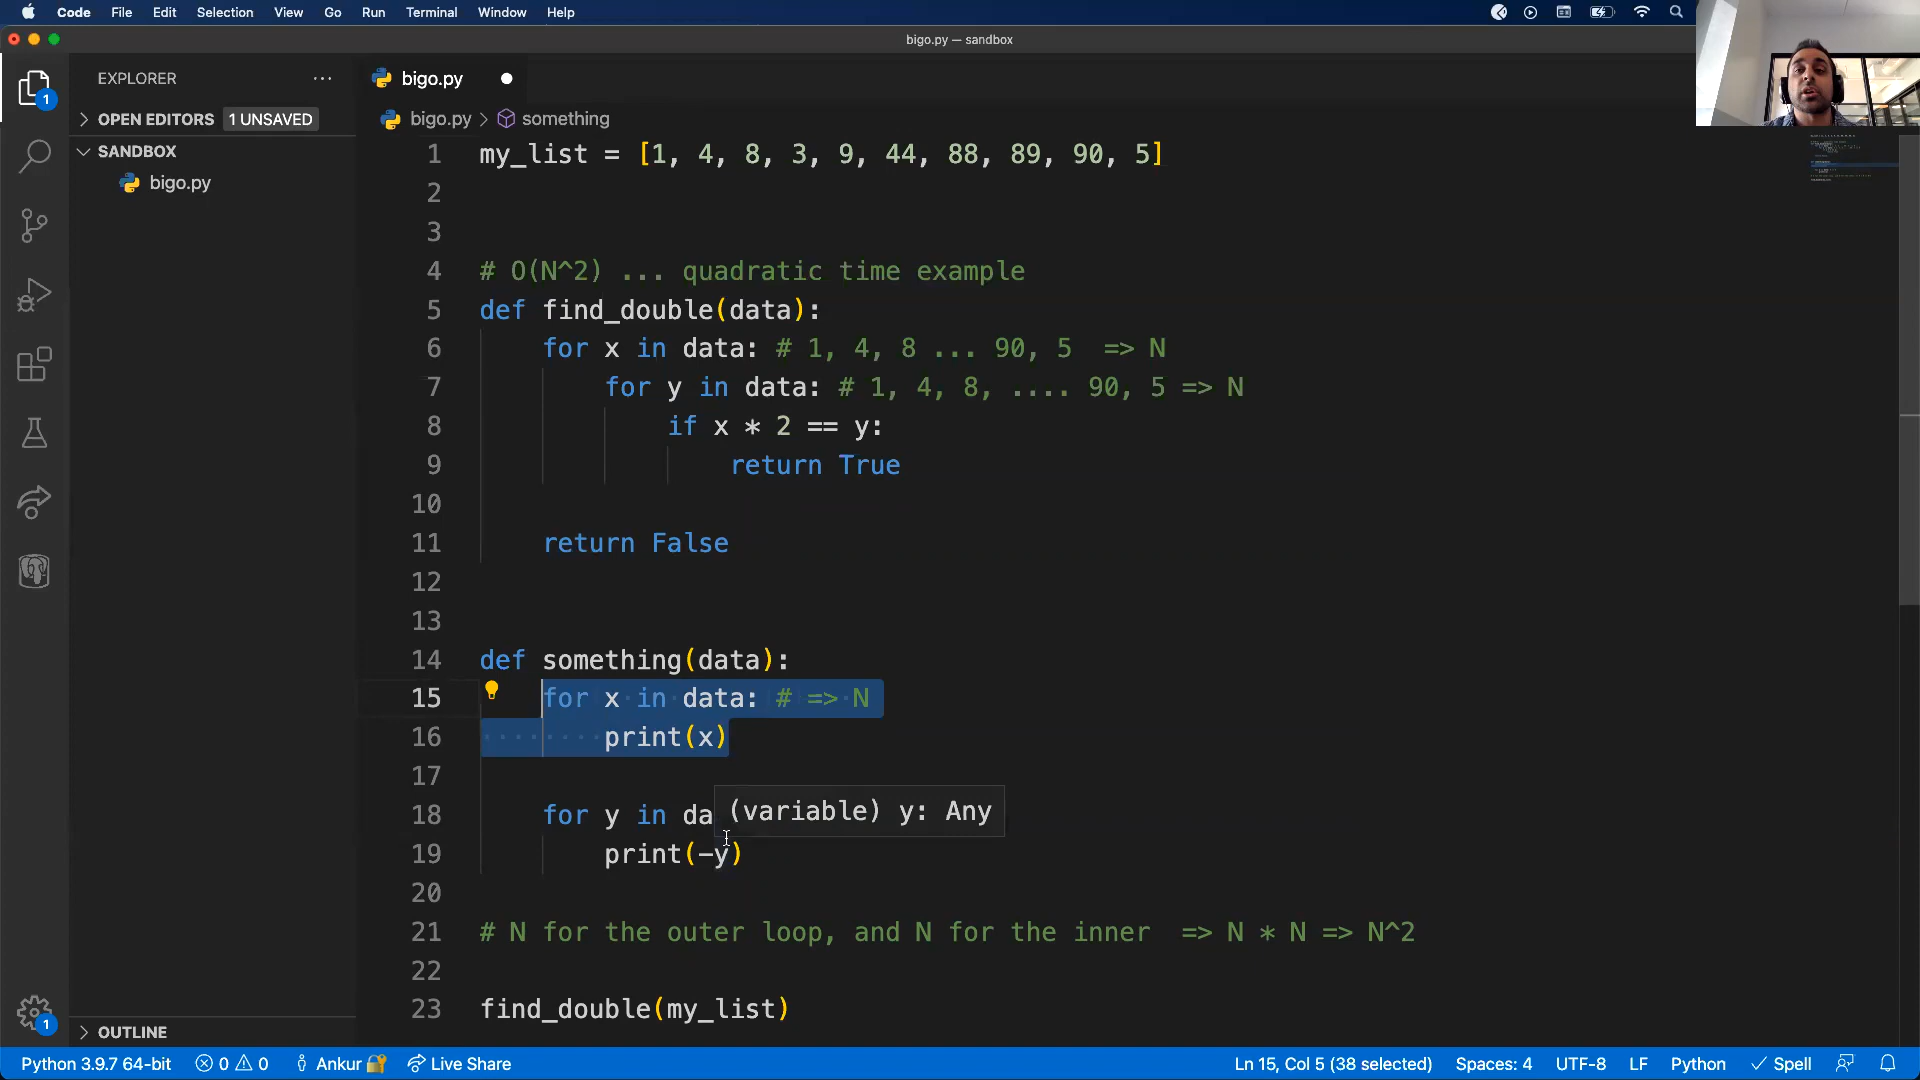 Code File Edit Selection View Go Run Terminal Window Help
bigo.py — sandbox
EXPLORER ...
bigo.py
OPEN EDITORS 1 UNSAVED
bigo.py > something
SANDBOX
bigo.py
1 my_list = [1, 4, 8, 3, 9, 44, 88, 89, 90, 5]
2
3
4 # O(N^2) ... quadratic time example
5 def find_double(data):
6 for x in data: # 1, 4, 8 ... 90, 5 => N
7 for y in data: # 1, 4, 8, .... 90, 5 => N
8 if x * 2 == y:
9 return True
10
11 return False
12
13
14 def something(data):
15 for x in data: # => N
16 print(x)
17
18 for y in da
(variable) y: Any
19 print(-y)
20
21 # N for the outer loop, and N for the inner => N * N => N^2
22
23 find_double(my_list)
1
1
OUTLINE
Python 3.9.7 64-bit 0 0 Ankur Live Share Ln 15, Col 5 (38 selected) Spaces: 4 UTF-8 LF Python Spell